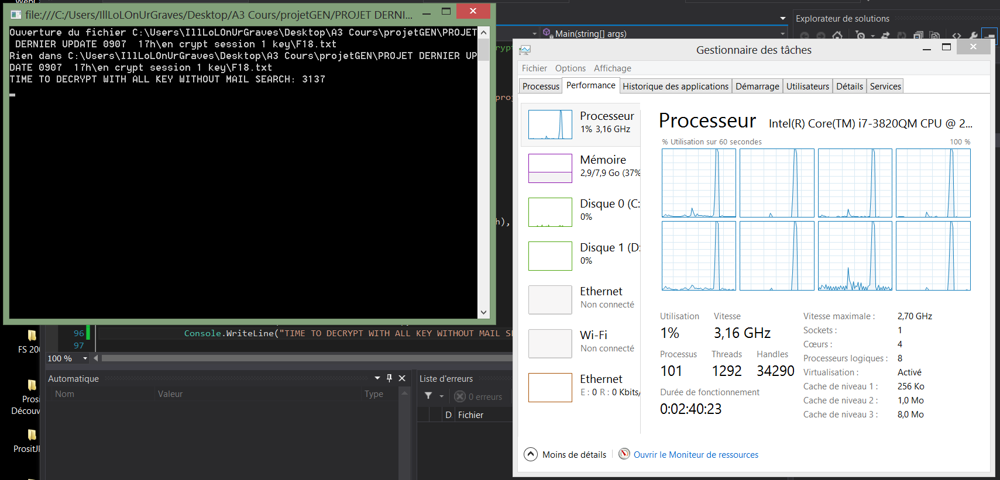 file:///C:/Users/IllLoLOnUrGraves/Desktop/A3 Cours/projetGEN/PROJET DERNI...
Ouverture du fichier C:\Users\IllLoLOnUrGraves\Desktop\A3 Cours\projetGEN\PROJET
DERNIER UPDATE 0907  17h\en crypt session 1 key\F18.txt
Rien dans C:\Users\IllLoLOnUrGraves\Desktop\A3 Cours\projetGEN\PROJET DERNIER UP
DATE 0907  17h\en crypt session 1 key\F18.txt
TIME TO DECRYPT WITH ALL KEY WITHOUT MAIL SEARCH: 3137
Main(string[] args)
Explorateur de solutions
h),
96
Console.WriteLine("TIME TO DECRYPT WITH ALL KEY WITHOUT MAIL SE
97
100 %
FS 200
Prosi
Découv
PrositJ
Automatique
Nom
Valeur
Type
Liste d'erreurs
0 erreurs
D
Fichier
Gestionnaire des tâches
Fichier
Options
Affichage
Processus
Performance
Historique des applications
Démarrage
Utilisateurs
Détails
Services
Processeur
1% 3,16 GHz
Mémoire
2,9/7,9 Go (37%
Disque 0 (C:
0%
Disque 1 (D:
0%
Ethernet
Non connecté
Wi-Fi
Non connecté
Ethernet
E : 0 R : 0 Kbits/
Processeur
Intel(R) Core(TM) i7-3820QM CPU @ 2...
% Utilisation sur 60 secondes
100 %
Utilisation
Vitesse
1%
3,16 GHz
Processus
Threads
Handles
101
1292
34290
Durée de fonctionnement
0:02:40:23
Vitesse maximale :
2,70 GHz
Sockets :
1
Cœurs :
4
Processeurs logiques :
8
Virtualisation :
Activé
Cache de niveau 1 :
256 Ko
Cache de niveau 2 :
1,0 Mo
Cache de niveau 3 :
8,0 Mo
Moins de détails
Ouvrir le Moniteur de ressources